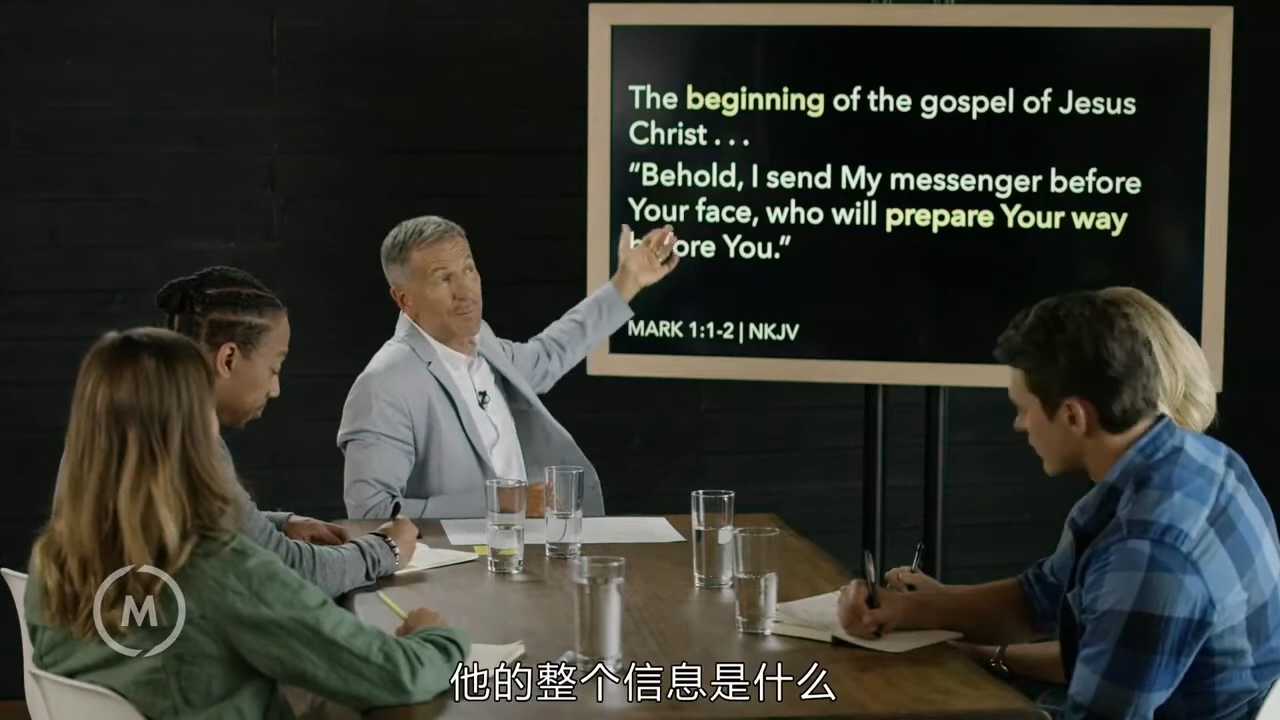 The beginning of the gospel of Jesus
Christ . . .
“Behold, I send My messenger before
Your face, who will prepare Your way
before You.”
MARK 1:1-2 | NKJV
M
他的整个信息是什么